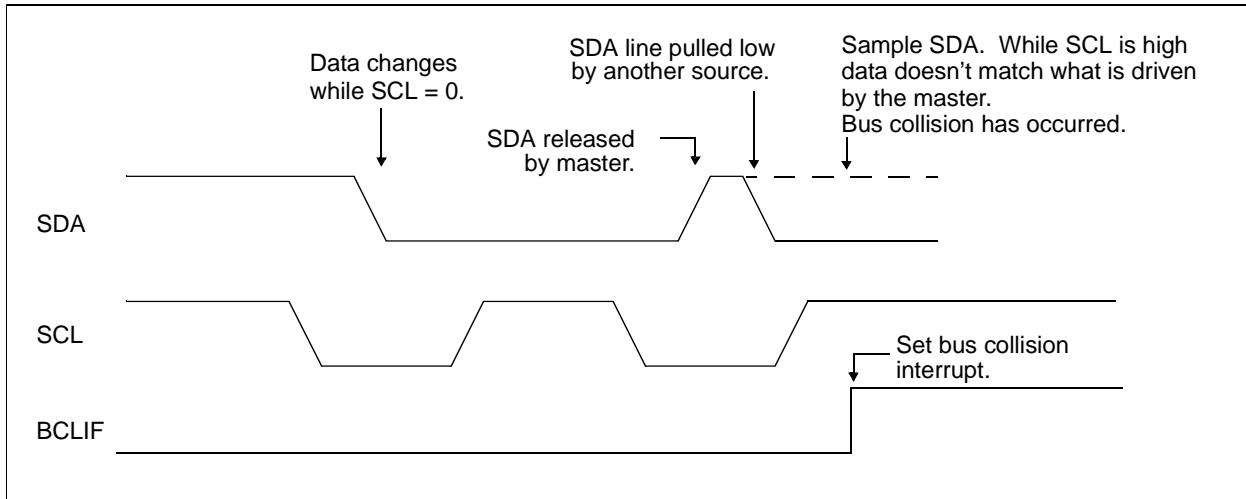 Data changes
while SCL = 0.
SDA line pulled low
by another source.
Sample SDA.  While SCL is high
data doesn’t match what is driven
by the master.
Bus collision has occurred.
SDA released
by master.
SDA
SCL
Set bus collision
interrupt.
BCLIF